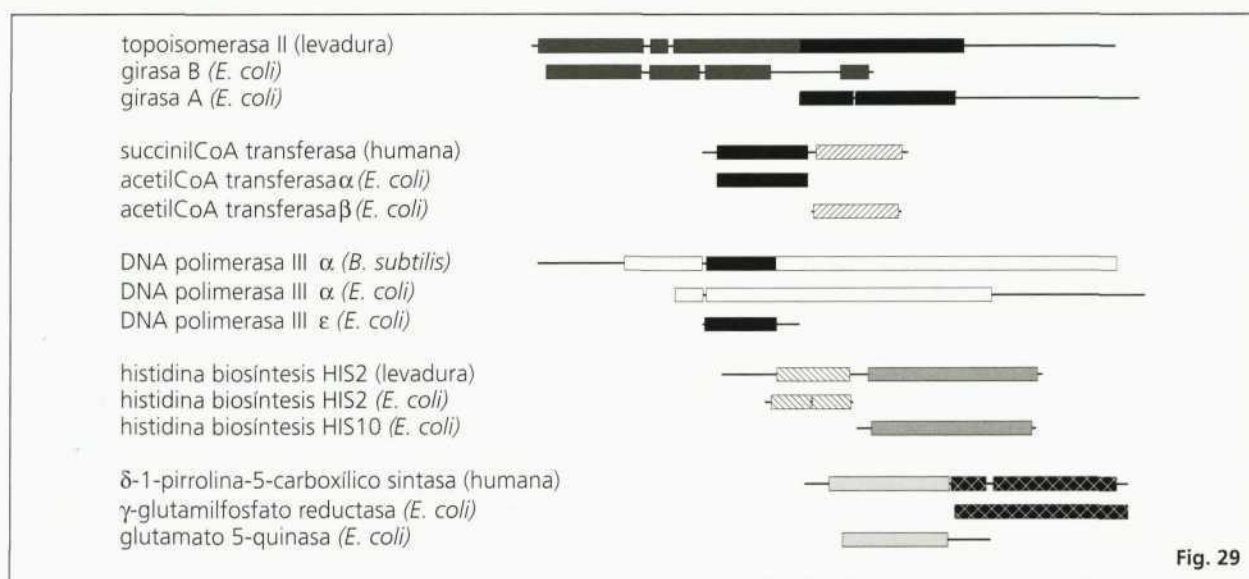 topoisomerasa II (levadura)
girasa B (E. coli)
girasa A (E. coli)
succinilCoA transferasa (humana)
acetilCoA transferasa α (E. coli)
acetilCoA transferasa β (E. coli)
DNA polimerasa III α (B. subtilis)
DNA polimerasa III α (E. coli)
DNA polimerasa III ε (E. coli)
histidina biosíntesis HIS2 (levadura)
histidina biosíntesis HIS2 (E. coli)
histidina biosíntesis HIS10 (E. coli)
δ-1-pirrolina-5-carboxílico sintasa (humana)
γ-glutamilfosfato reductasa (E. coli)
glutamato 5-quinasa (E. coli)
Fig. 29